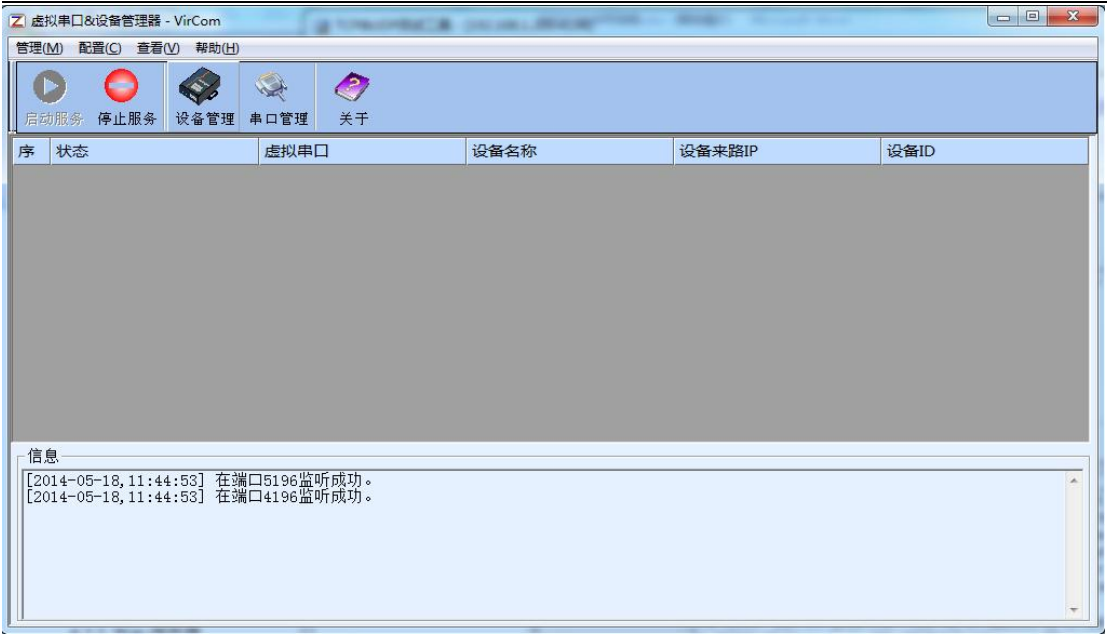 虚拟串口&设备管理器 - VirCom
管理(M) 配置(C) 查看(V) 帮助(H)
启动服务 停止服务 设备管理 串口管理 关于
序 状态 虚拟串口 设备名称 设备来路IP 设备ID
信息
[2014-05-18,11:44:53] 在端口5196监听成功。
[2014-05-18,11:44:53] 在端口4196监听成功。